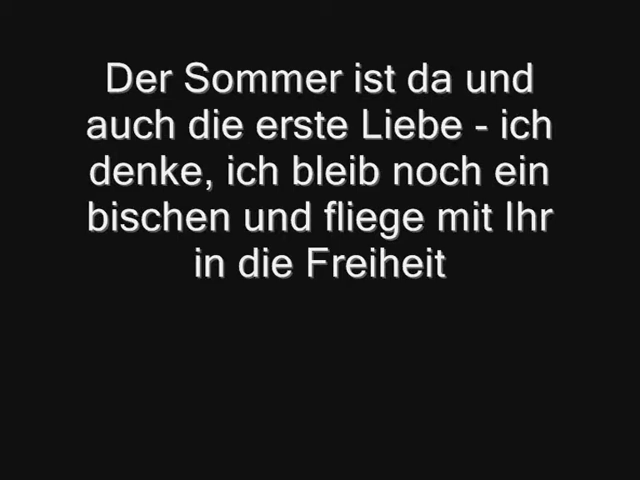 Der Sommer ist da und
auch die erste Liebe - ich
denke, ich bleib noch ein
bischen und fliege mit Ihr
in die Freiheit